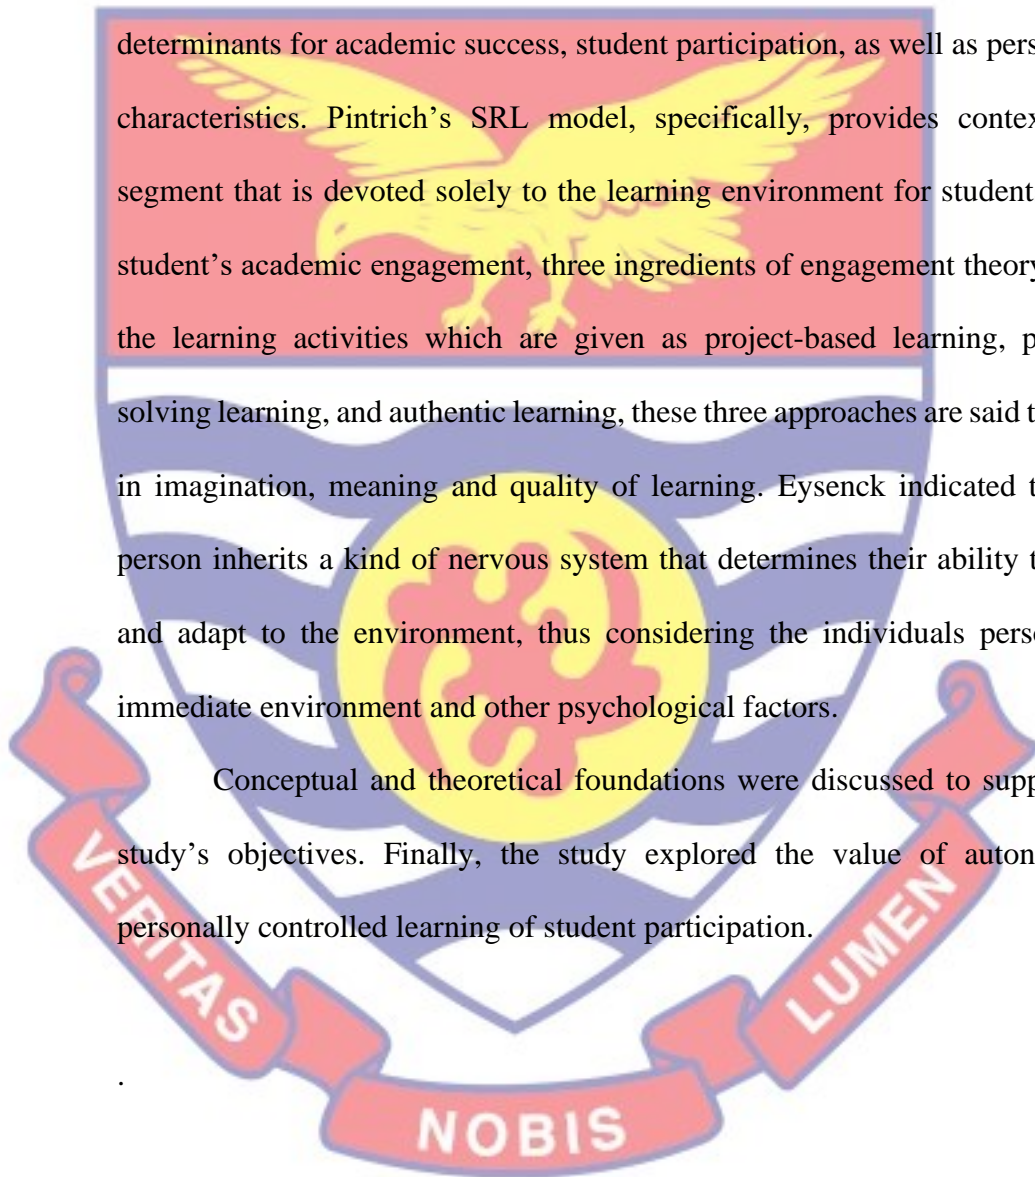 determinants for academic success, student participation, as well as pers
characteristics. Pintrich’s SRL model, specifically, provides contex
segment that is devoted solely to the learning environment for student
student’s academic engagement, three ingredients of engagement theory
the learning activities which are given as project-based learning, p
solving learning, and authentic learning, these three approaches are said t
in imagination, meaning and quality of learning. Eysenck indicated t
person inherits a kind of nervous system that determines their ability t
and adapt to the environment, thus considering the individuals perso
immediate environment and other psychological factors.
Conceptual and theoretical foundations were discussed to supp
study’s objectives. Finally, the study explored the value of auton
personally controlled learning of student participation.
.
VERITAS
NOBIS
LUMEN